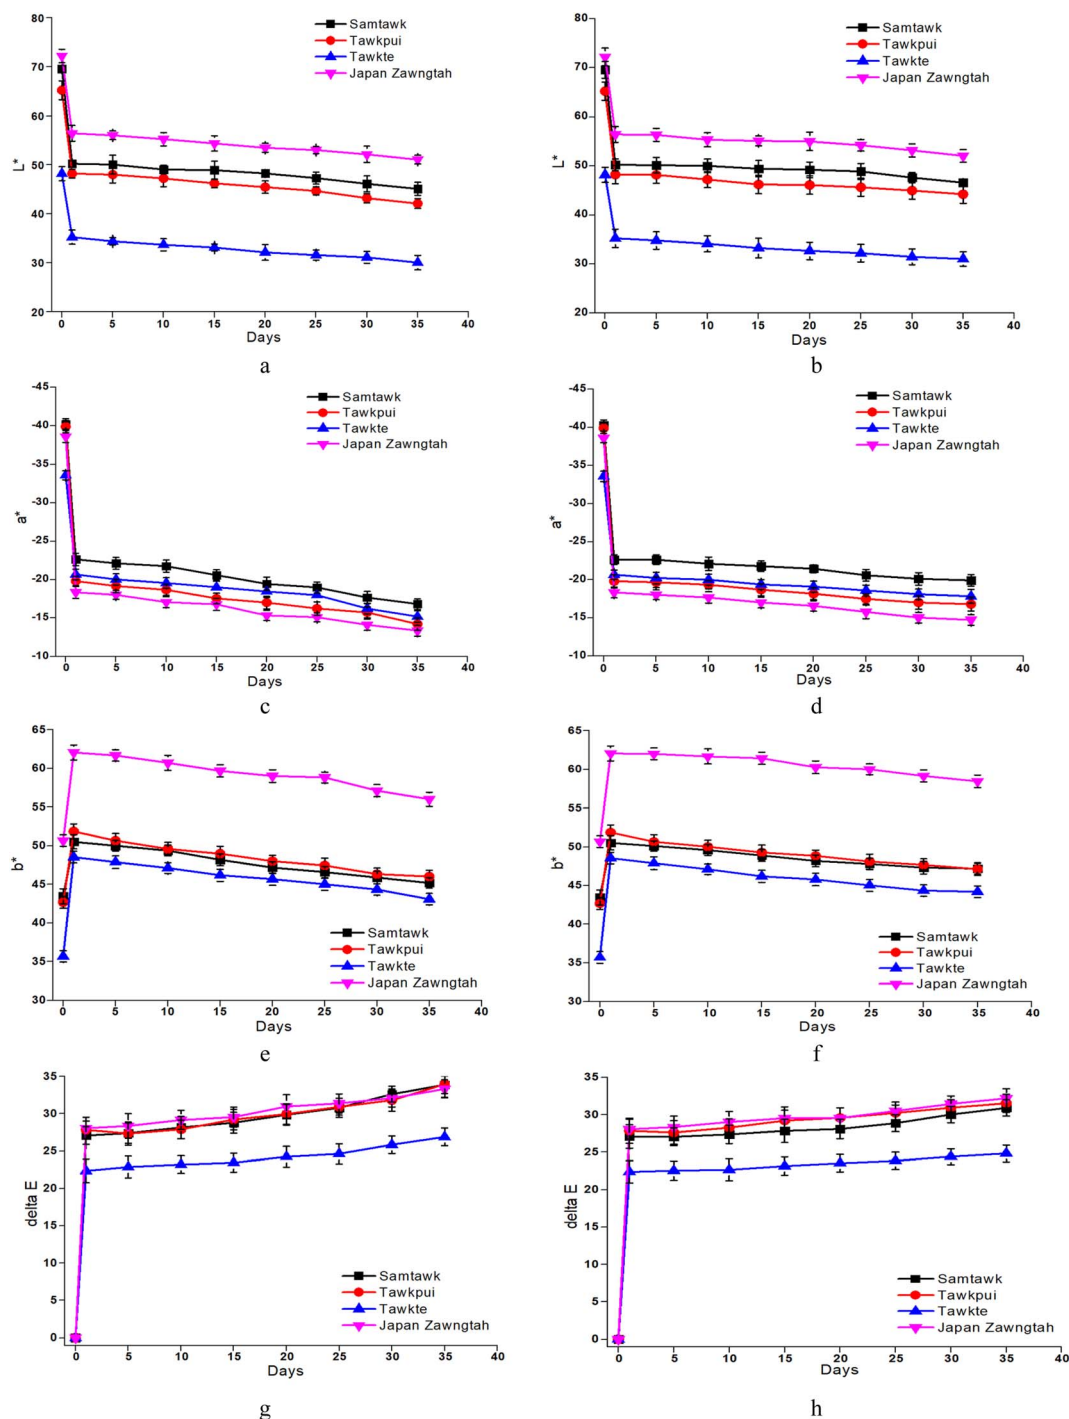 80
70
60
50
40
30
20
L*
Samtawk
Tawkpui
Tawkte
Japan Zawngtah
0 5 10 15 20 25 30 35 40
Days
a
80
70
60
50
40
30
20
L*
Samtawk
Tawkpui
Tawkte
Japan Zawngtah
0 5 10 15 20 25 30 35 40
Days
b
-45
-40
-35
-30
-25
-20
-15
-10
a*
Samtawk
Tawkpui
Tawkte
Japan Zawngtah
0 5 10 15 20 25 30 35 40
Days
c
-45
-40
-35
-30
-25
-20
-15
-10
a*
Samtawk
Tawkpui
Tawkte
Japan Zawngtah
0 5 10 15 20 25 30 35 40
Days
d
65
60
55
50
45
40
35
30
b*
Samtawk
Tawkpui
Tawkte
Japan Zawngtah
0 5 10 15 20 25 30 35 40
Days
e
65
60
55
50
45
40
35
30
b*
Samtawk
Tawkpui
Tawkte
Japan Zawngtah
0 5 10 15 20 25 30 35 40
Days
f
35
30
25
20
15
10
5
0
delta E
Samtawk
Tawkpui
Tawkte
Japan Zawngtah
0 5 10 15 20 25 30 35 40
Days
g
35
30
25
20
15
10
5
0
delta E
Samtawk
Tawkpui
Tawkte
Japan Zawngtah
0 5 10 15 20 25 30 35 40
Days
h